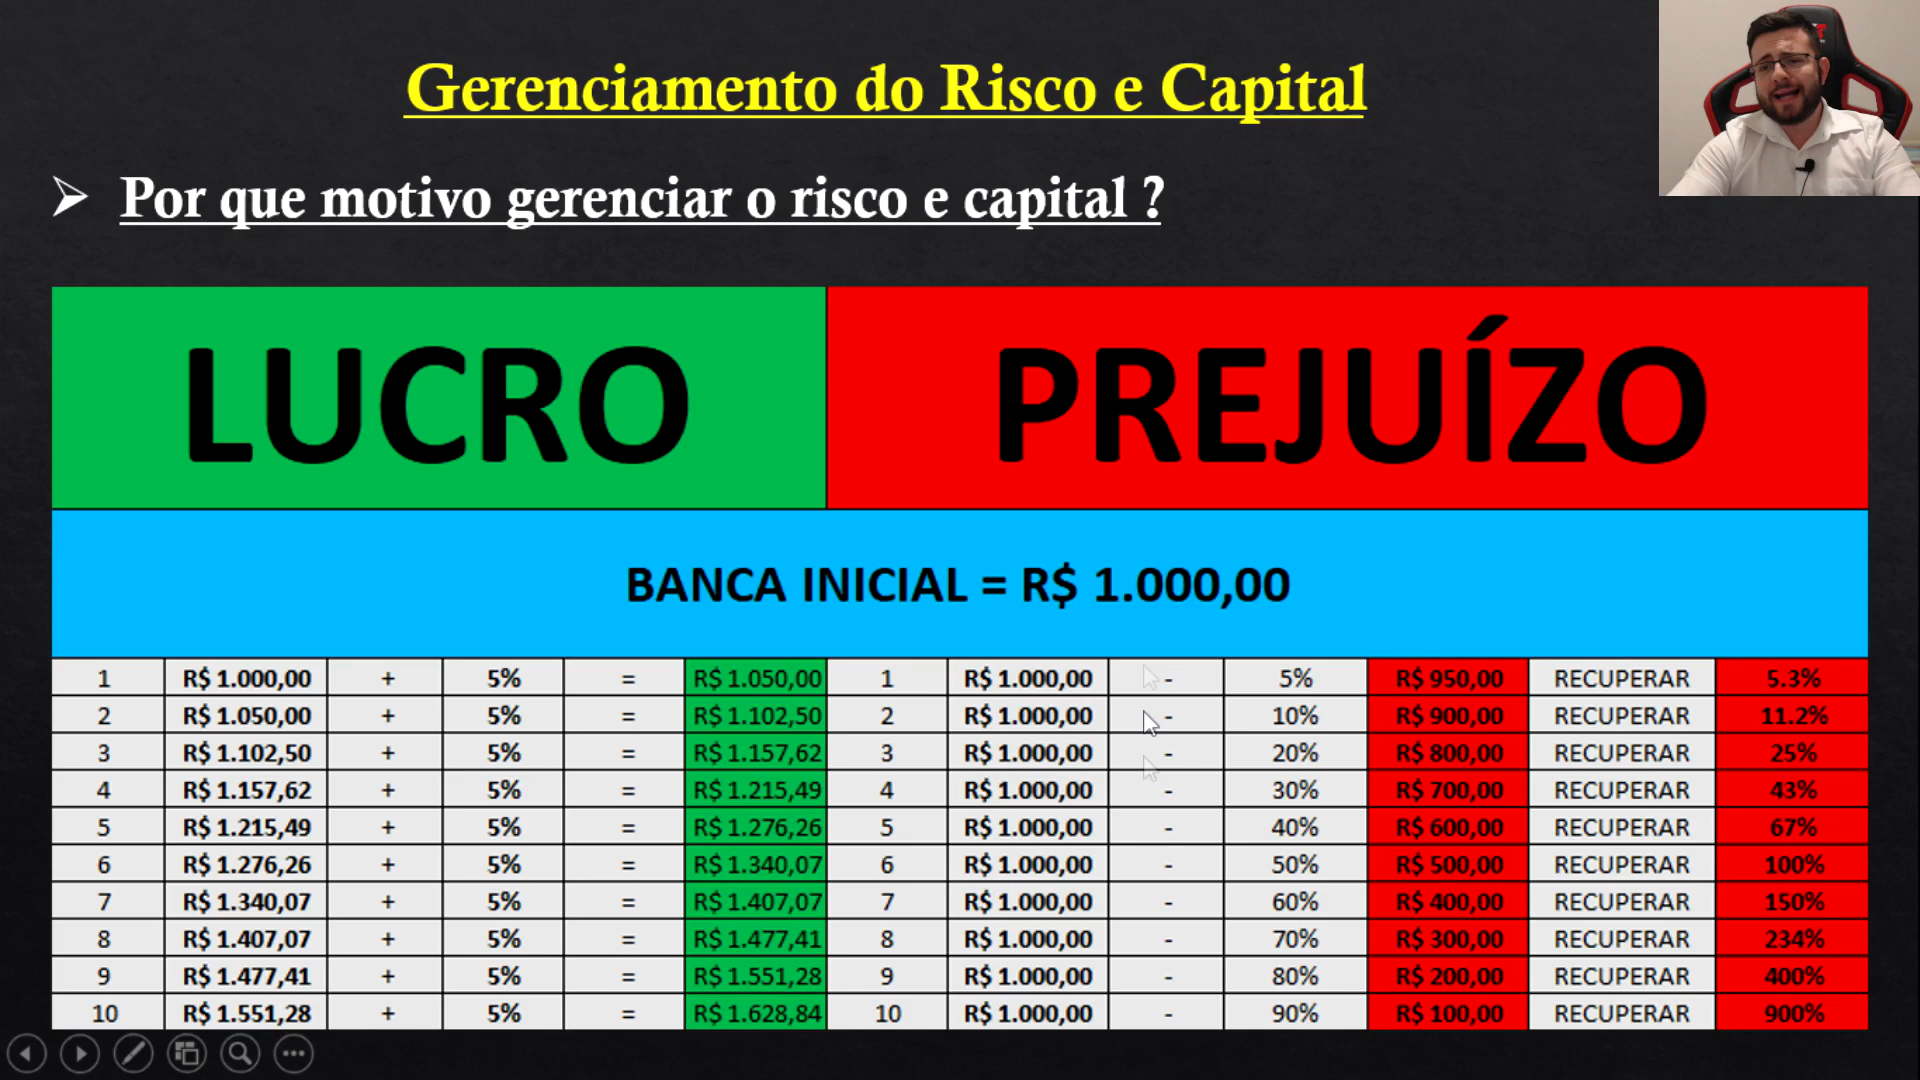 Gerenciamento do Risco e Capital
Por que motivo gerenciar o risco e capital ?
LUCRO PREJUÍZO
BANCA INICIAL = R$ 1.000,00
1 R$ 1.000,00 + 5% = R$ 1.050,00 1 R$ 1.000,00 - 5% R$ 950,00 RECUPERAR 5.3%
2 R$ 1.050,00 + 5% = R$ 1.102,50 2 R$ 1.000,00 - 10% R$ 900,00 RECUPERAR 11.2%
3 R$ 1.102,50 + 5% = R$ 1.157,62 3 R$ 1.000,00 - 20% R$ 800,00 RECUPERAR 25%
4 R$ 1.157,62 + 5% = R$ 1.215,49 4 R$ 1.000,00 - 30% R$ 700,00 RECUPERAR 43%
5 R$ 1.215,49 + 5% = R$ 1.276,26 5 R$ 1.000,00 - 40% R$ 600,00 RECUPERAR 67%
6 R$ 1.276,26 + 5% = R$ 1.340,07 6 R$ 1.000,00 - 50% R$ 500,00 RECUPERAR 100%
7 R$ 1.340,07 + 5% = R$ 1.407,07 7 R$ 1.000,00 - 60% R$ 400,00 RECUPERAR 150%
8 R$ 1.407,07 + 5% = R$ 1.477,41 8 R$ 1.000,00 - 70% R$ 300,00 RECUPERAR 234%
9 R$ 1.477,41 + 5% = R$ 1.551,28 9 R$ 1.000,00 - 80% R$ 200,00 RECUPERAR 400%
10 R$ 1.551,28 + 5% = R$ 1.628,84 10 R$ 1.000,00 - 90% R$ 100,00 RECUPERAR 900%